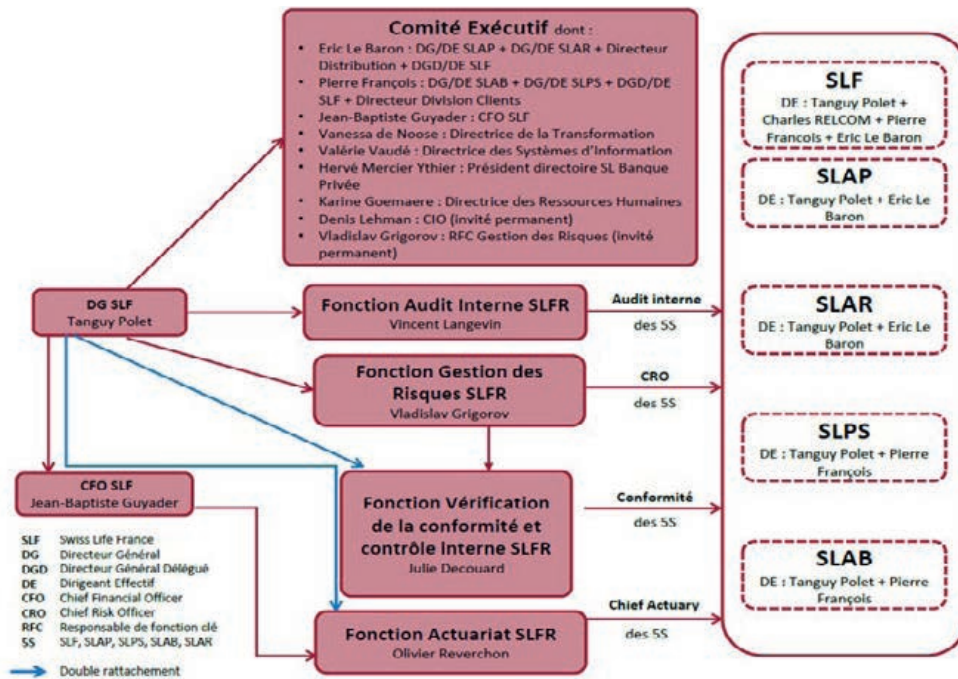 Comité Exécutif dont :
• Eric Le Baron : DG/DE SLAP + DG/DE SLAR + Directeur
Distribution + DGD/DE SLF
• Pierre François : DG/DE SLAB + DG/DE SLPS + DGD/DE
SLF + Directeur Division Clients
• Jean-Baptiste Guyader : CFO SLF
• Vanessa de Noose : Directrice de la Transformation
• Valérie Vaudé : Directrice des Systèmes d'Information
• Hervé Mercier Ythier : Président directoire SL Banque
Privée
• Karine Goemaere : Directrice des Ressources Humaines
• Denis Lehman : CIO (invité permanent)
• Vladislav Grigorov : RFC Gestion des Risques (invité
permanent)
SLF
DE : Tanguy Polet +
Charles RELCOM + Pierre
Francois + Eric Le Baron
SLAP
DE : Tanguy Polet + Eric Le
Baron
DG SLF
Tanguy Polet
Fonction Audit Interne SLFR
Vincent Langevin
Audit interne
des 5S
SLAR
DE : Tanguy Polet + Eric Le
Baron
Fonction Gestion des
Risques SLFR
Vladislav Grigorov
CRO
des 5S
SLPS
DE : Tanguy Polet + Pierre
François
CFO SLF
Jean-Baptiste Guyader
Fonction Vérification
de la conformité et
contrôle Interne SLFR
Julie Decouard
Conformité
des 5S
SLAB
DE : Tanguy Polet + Pierre
François
Fonction Actuariat SLFR
Olivier Reverchon
Chief Actuary
des 5S
SLF Swiss Life France
DG Directeur Général
DGD Directeur Général Délégué
DE Dirigeant Effectif
CFO Chief Financial Officer
CRO Chief Risk Officer
RFC Responsable de fonction clé
5S SLF, SLAP, SLPS, SLAB, SLAR
Double rattachement